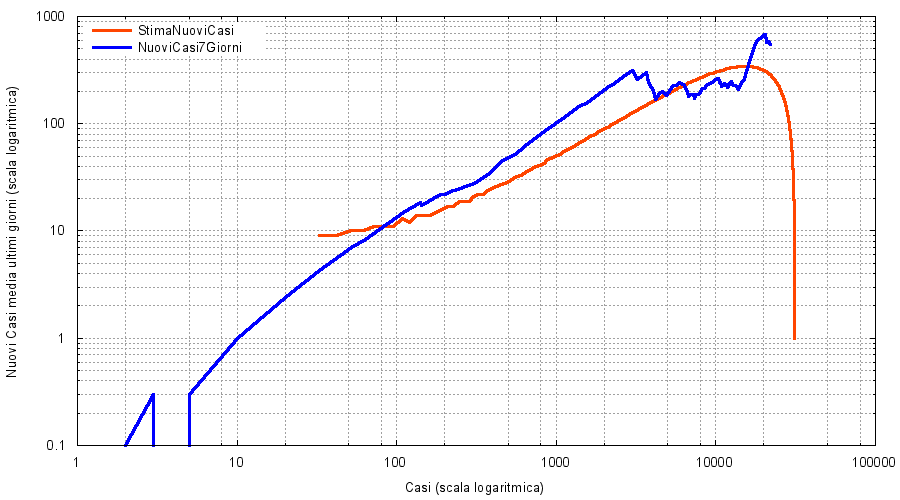 1000
100
10
1
0.1
StimaNuoviCasi
NuoviCasi7Giorni
Nuovi Casi media ultimi giorni (scala logaritmica)
1 10 100 1000 10000 100000
Casi (scala logaritmica)